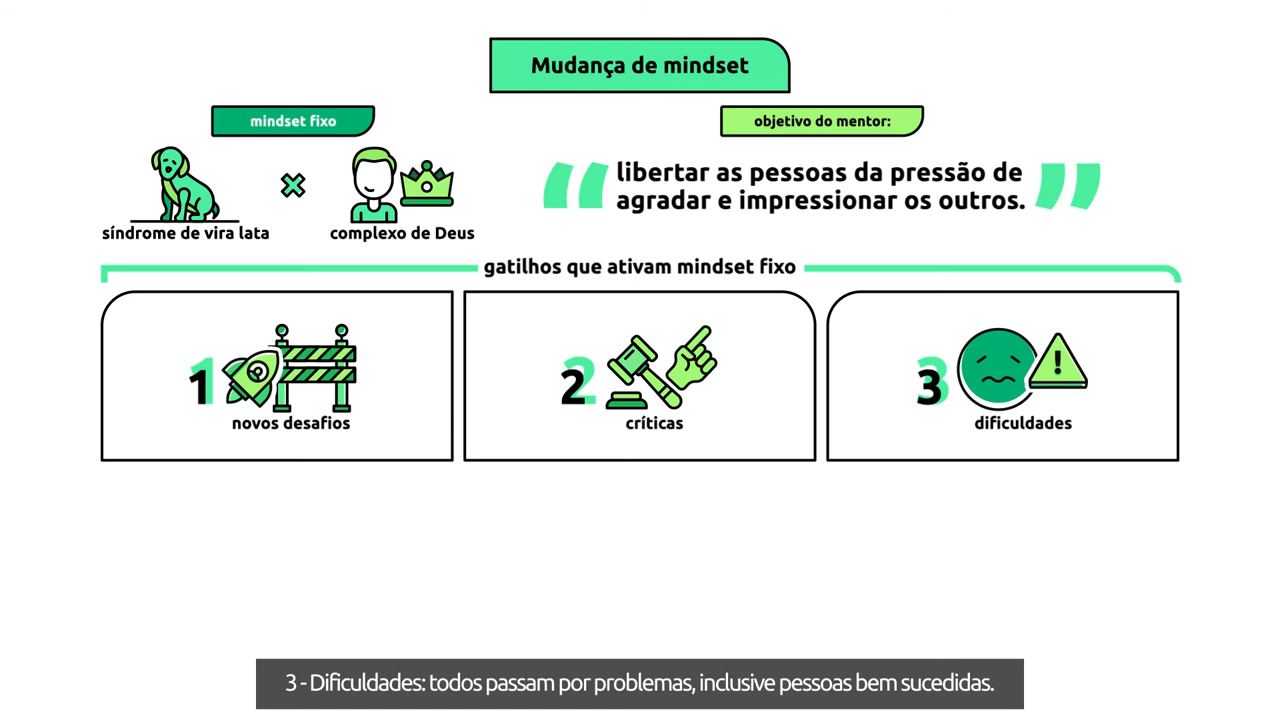 Mudança de mindset
mindset fixo
objetivo do mentor:
“libertar as pessoas da pressão de
agradar e impressionar os outros.”
síndrome de vira lata
complexo de Deus
gatilhos que ativam mindset fixo
1
novos desafios
2
críticas
3
dificuldades
3 - Dificuldades: todos passam por problemas, inclusive pessoas bem sucedidas.